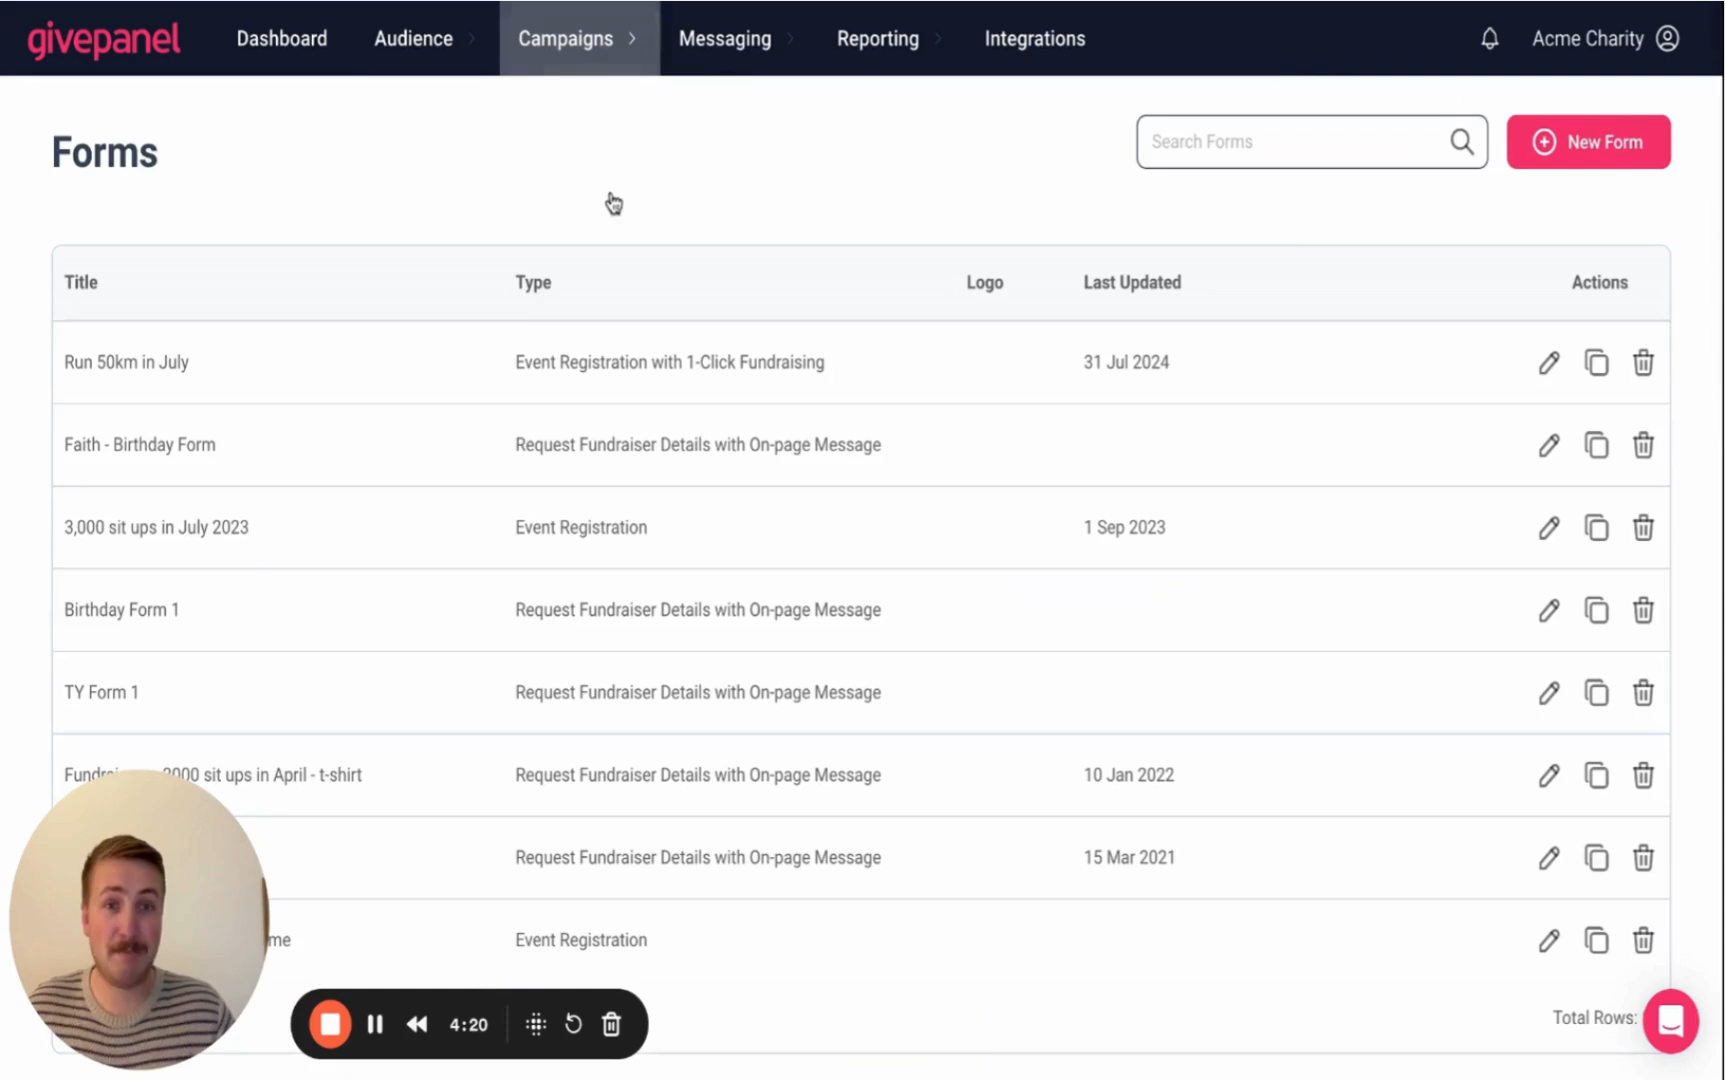 givepanel Dashboard Audience Campaigns Messaging Reporting Integrations Acme Charity
Forms Search Forms New Form
Title Type Logo Last Updated Actions
Run 50km in July Event Registration with 1-Click Fundraising 31 Jul 2024
Faith - Birthday Form Request Fundraiser Details with On-page Message
3,000 sit ups in July 2023 Event Registration 1 Sep 2023
Birthday Form 1 Request Fundraiser Details with On-page Message
TY Form 1 Request Fundraiser Details with On-page Message
sit ups in April - t-shirt Request Fundraiser Details with On-page Message 10 Jan 2022
Request Fundraiser Details with On-page Message 15 Mar 2021
me Event Registration
Total Rows:
4:20